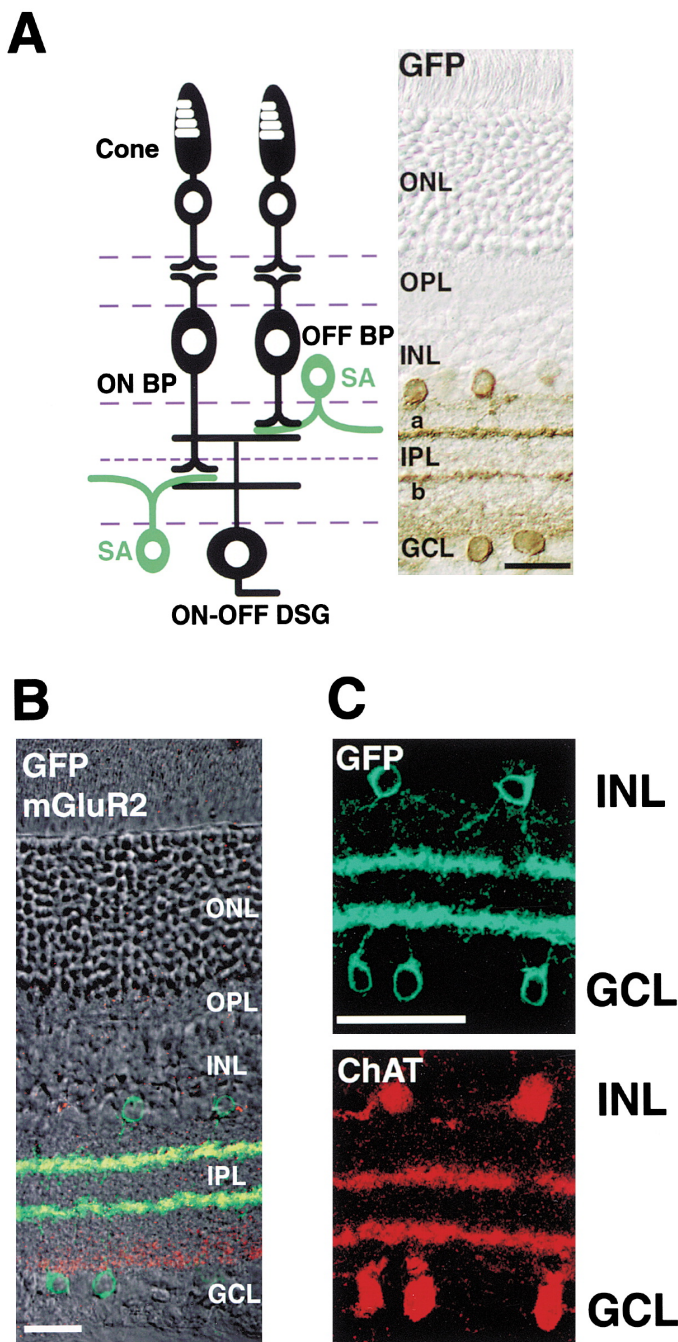 A
GFP
Cone
ONL
OPL
OFF BP
INL
ON BP
SA
a
IPL
b
SA
GCL
ON-OFF DSG
B
C
GFP
mGluR2
ONL
OPL
INL
IPL
GCL
GFP
INL
GCL
ChAT
INL
GCL